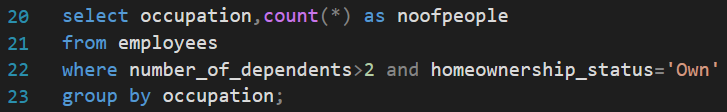 20 select occupation,count(*) as noofpeople
21 from employees
22 where number_of_dependents>2 and homeownership_status='Own'
23 group by occupation;